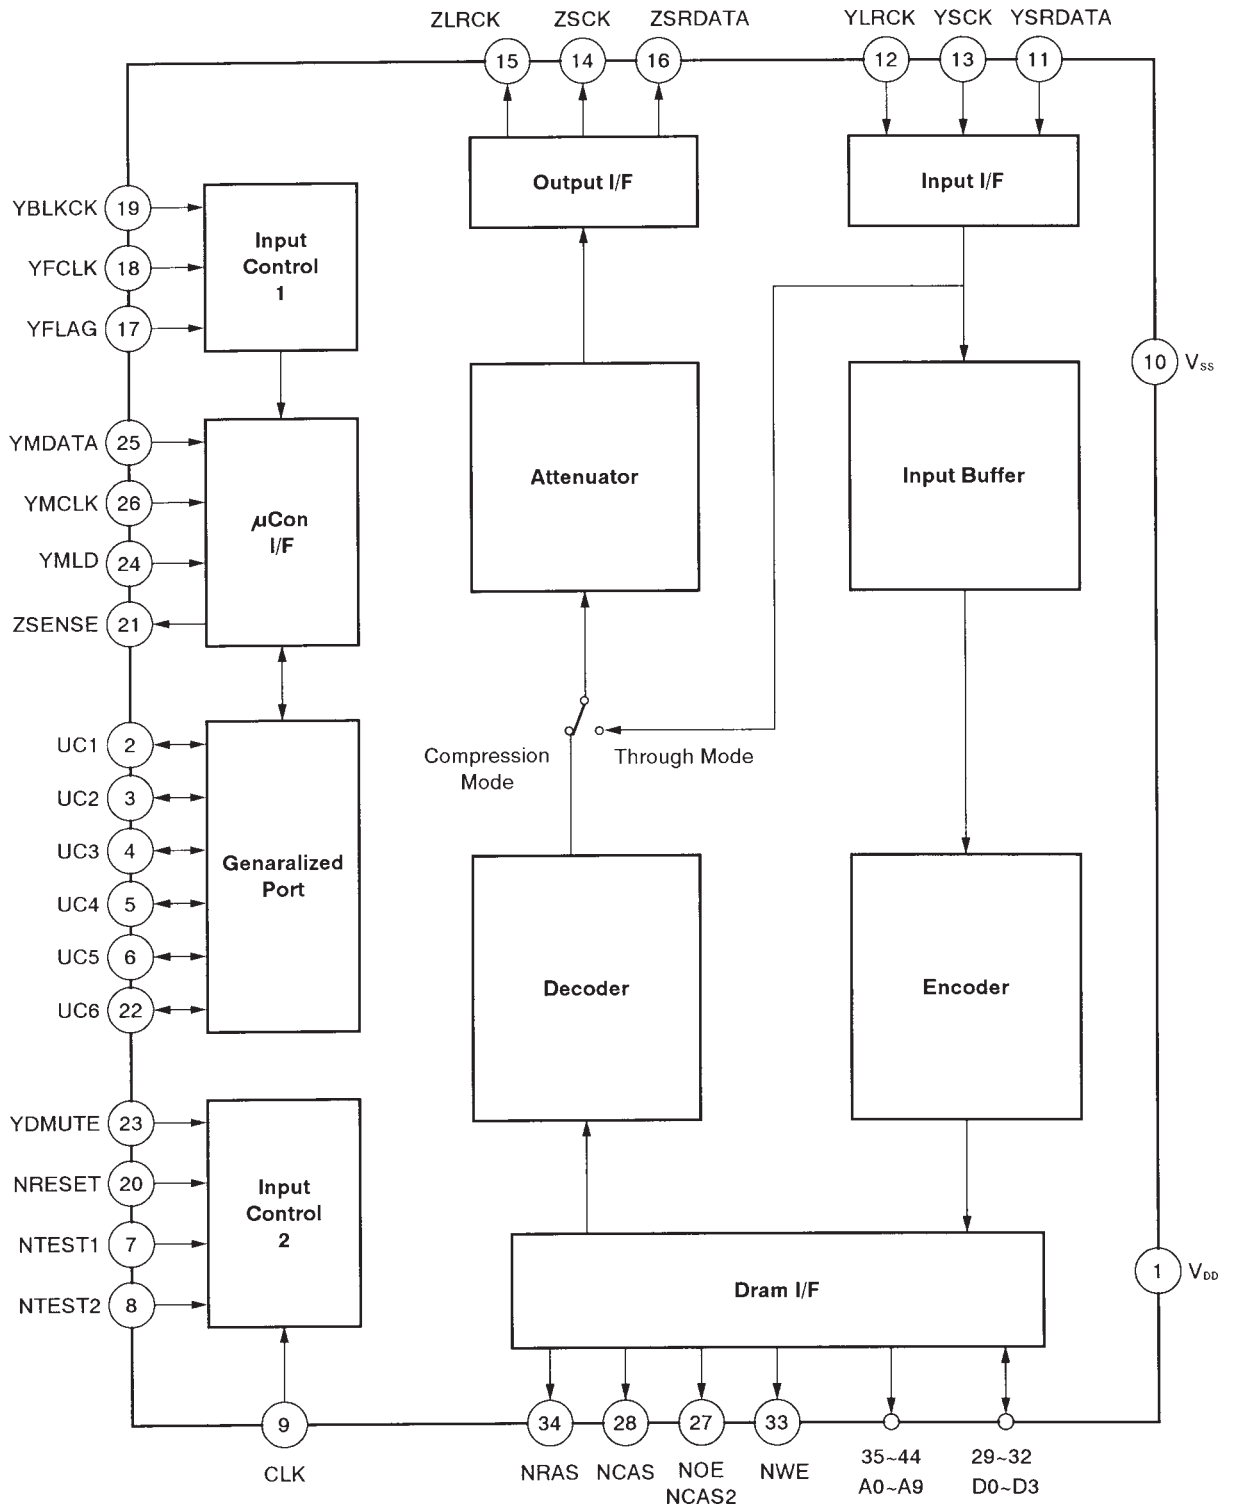 ZLRCK ZSCK ZSRDATA YLRCK YSCK YSRDATA
15 14 16 12 13 11
Output I/F
Input I/F
YBLKCK 19
YFCLK 18
YFLAG 17
Input
Control
1
10 Vss
YMDATA 25
YMCLK 26
YMLD 24
ZSENSE 21
μCon
I/F
Attenuator
Input Buffer
Compression
Mode
Through Mode
UC1 2
UC2 3
UC3 4
UC4 5
UC5 6
UC6 22
Genaralized
Port
Decoder
Encoder
YDMUTE 23
NRESET 20
NTEST1 7
NTEST2 8
Input
Control
2
Dram I/F
1 VDD
9 34 28 27 33
CLK NRAS NCAS NOE NWE 35~44 29~32
NCAS2 A0~A9 D0~D3